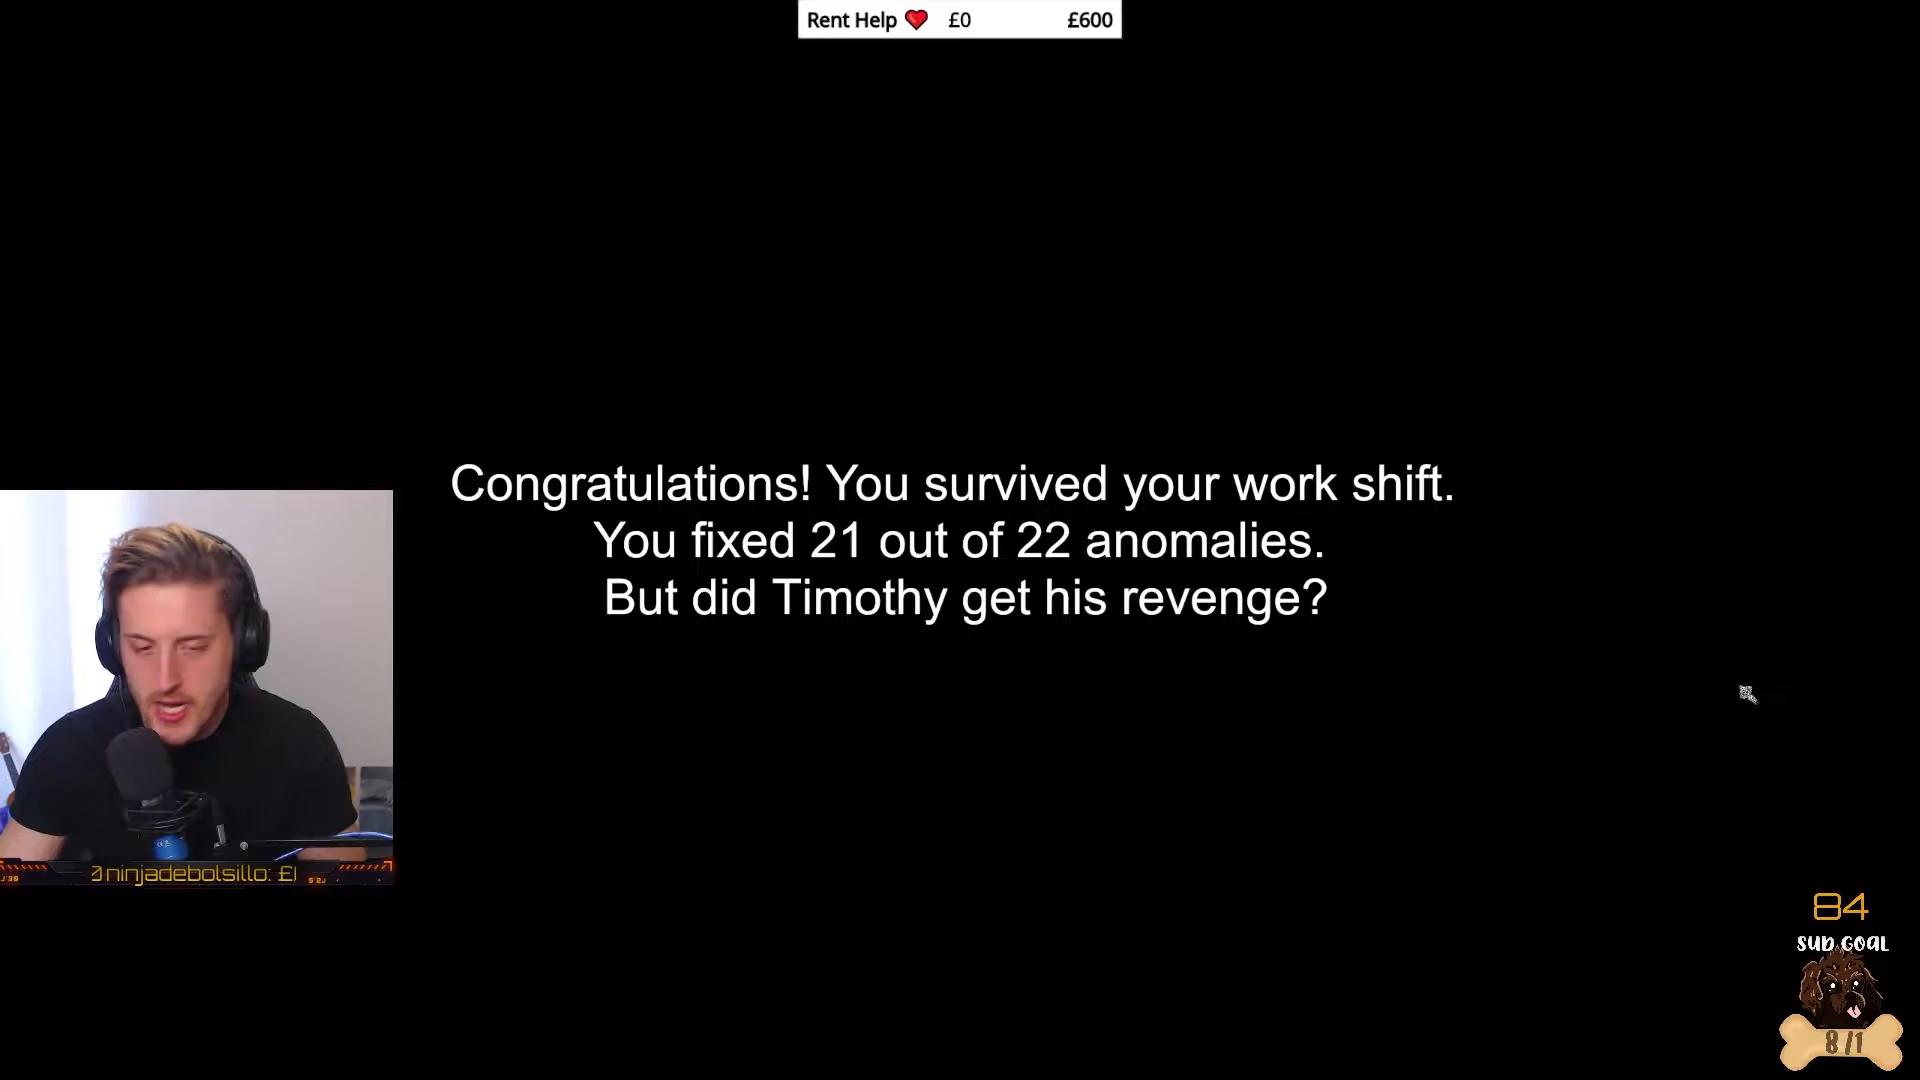 Rent Help ❤ £0 £600
Congratulations! You survived your work shift.
You fixed 21 out of 22 anomalies.
But did Timothy get his revenge?
ninjadebolsillo: £
84
SUB GOAL
8/1